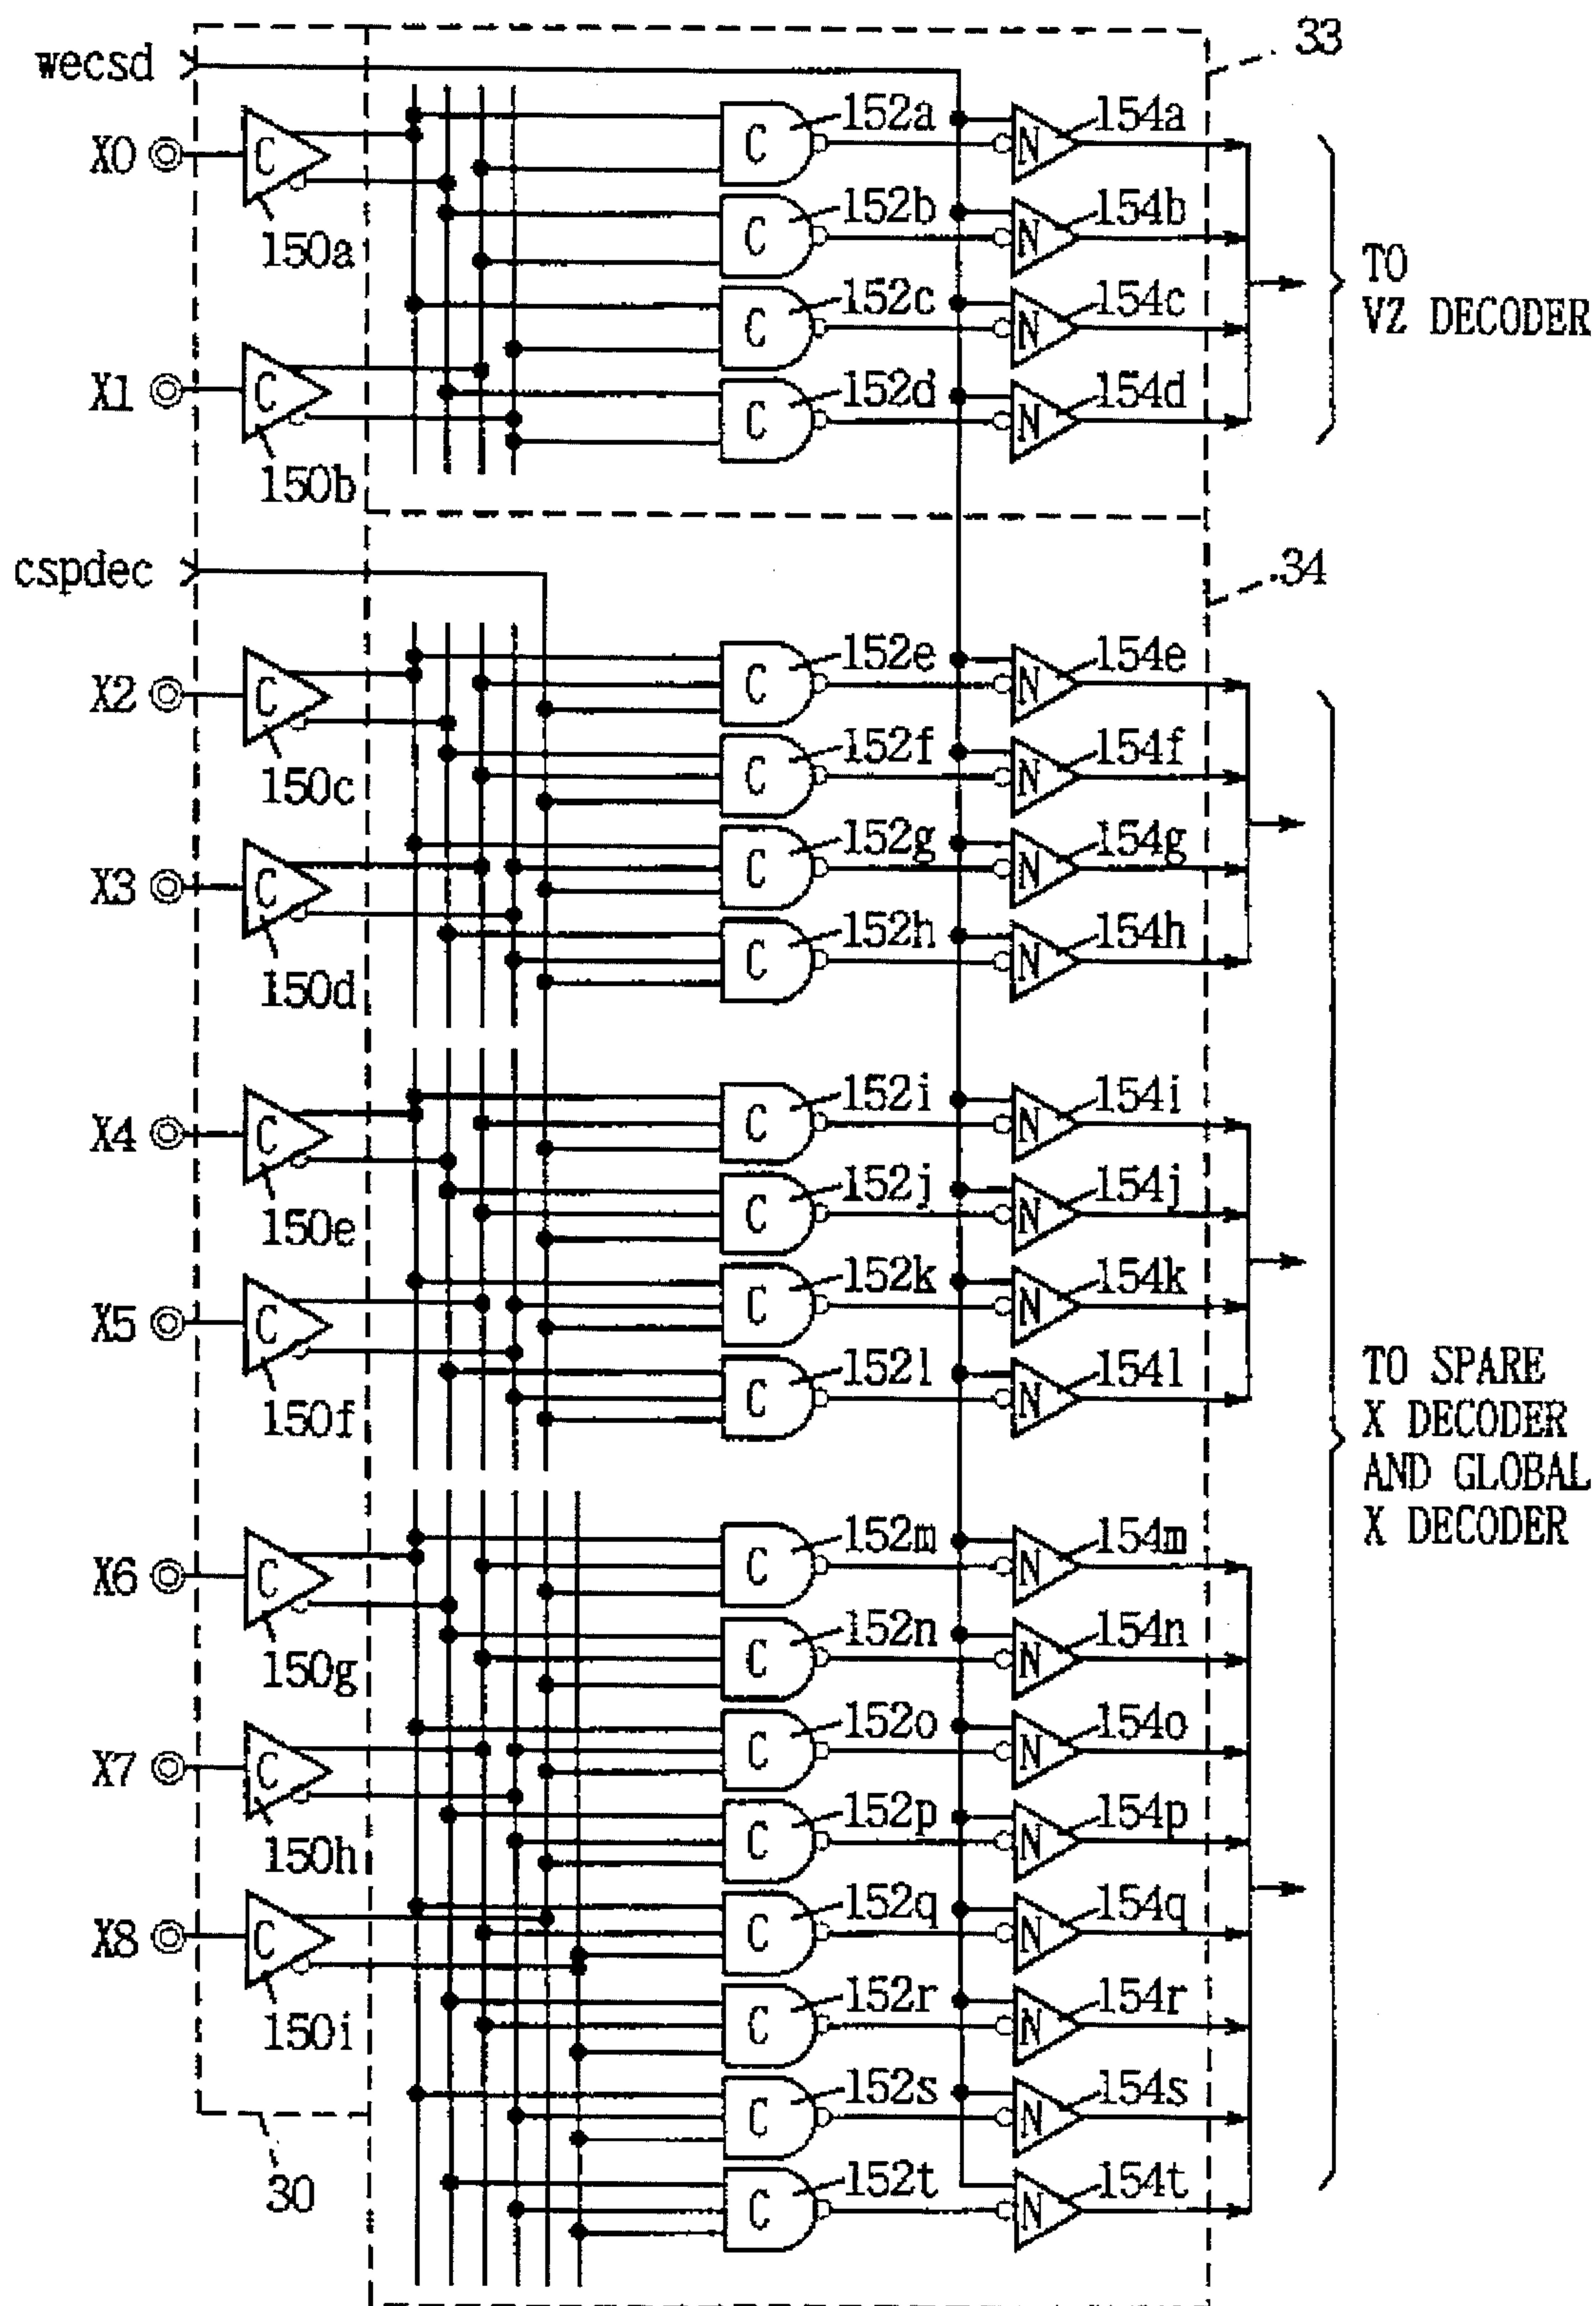 wecsd
33
X0
C
150a
C
152a
N
154a
C
152b
N
154b
C
152c
N
154c
C
152d
N
154d
X1
C
150b
TO
VZ DECODER
cspdec
34
X2
C
150c
C
152e
N
154e
C
152f
N
154f
X3
C
150d
C
152g
N
154g
C
152h
N
154h
X4
C
150e
C
152i
N
154i
C
152j
N
154j
X5
C
150f
C
152k
N
154k
C
152l
N
154l
TO SPARE
X DECODER
AND GLOBAL
X DECODER
X6
C
150g
C
152m
N
154m
C
152n
N
154n
X7
C
150h
C
152o
N
154o
C
152p
N
154p
X8
C
150i
C
152q
N
154q
C
152r
N
154r
C
152s
N
154s
30
C
152t
N
154t